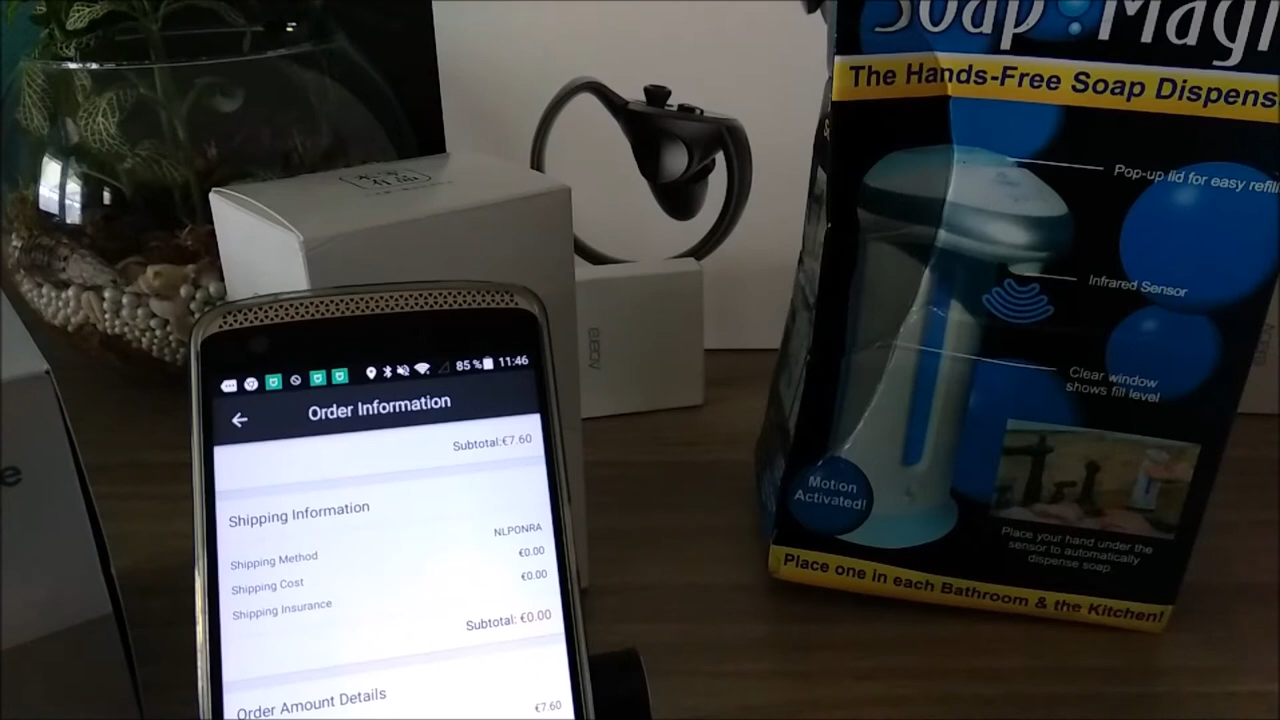 Soap Magi
The Hands-Free Soap Dispens
Pop-up lid for easy refill
Infrared Sensor
Clear window
shows fill level
Motion
Activated!
Place your hand under the
sensor to automatically
dispense soap
Place one in each Bathroom & the Kitchen!
e
85 % 11:46
Order Information
Subtotal:€7.60
Shipping Information
Shipping Method NLPONRA
Shipping Cost €0.00
Shipping Insurance €0.00
Subtotal: €0.00
Order Amount Details
€7.60